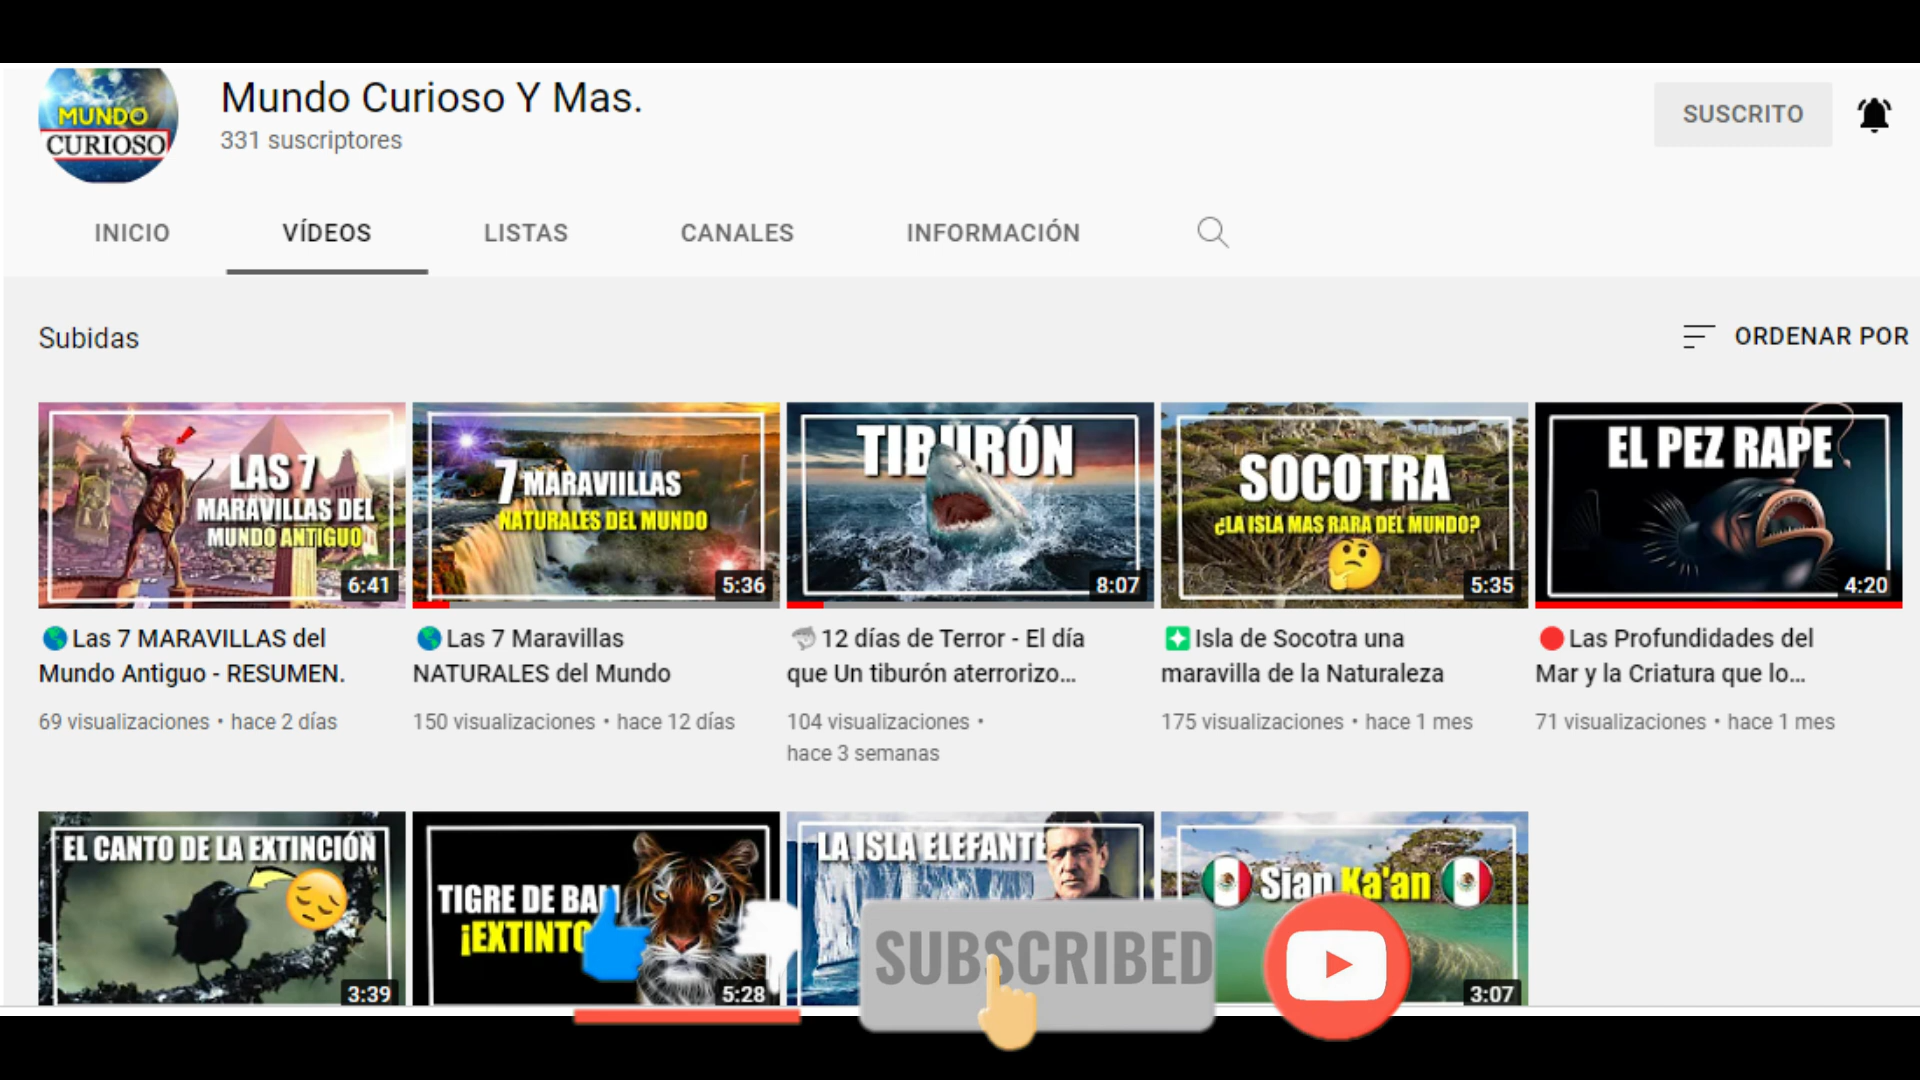 MUNDO
CURIOSO
Mundo Curioso Y Mas.
331 suscriptores
SUSCRITO
INICIO
VÍDEOS
LISTAS
CANALES
INFORMACIÓN
Subidas
ORDENAR POR
LAS 7
MARAVILLAS DEL
MUNDO ANTIGUO
6:41
7 MARAVIILLAS
NATURALES DEL MUNDO
5:36
TIBURÓN
8:07
SOCOTRA
¿LA ISLA MAS RARA DEL MUNDO?
5:35
EL PEZ RAPE
4:20
Las 7 MARAVILLAS del
Mundo Antiguo - RESUMEN.
69 visualizaciones • hace 2 días
Las 7 Maravillas
NATURALES del Mundo
150 visualizaciones • hace 12 días
12 días de Terror - El día
que Un tiburón aterrorizo...
104 visualizaciones •
hace 3 semanas
Isla de Socotra una
maravilla de la Naturaleza
175 visualizaciones • hace 1 mes
Las Profundidades del
Mar y la Criatura que lo...
71 visualizaciones • hace 1 mes
EL CANTO DE LA EXTINCIÓN
3:39
TIGRE DE BALI
¡EXTINTO
5:28
LA ISLA ELEFANTE
Sian Ka'an
3:07
SUBSCRIBED